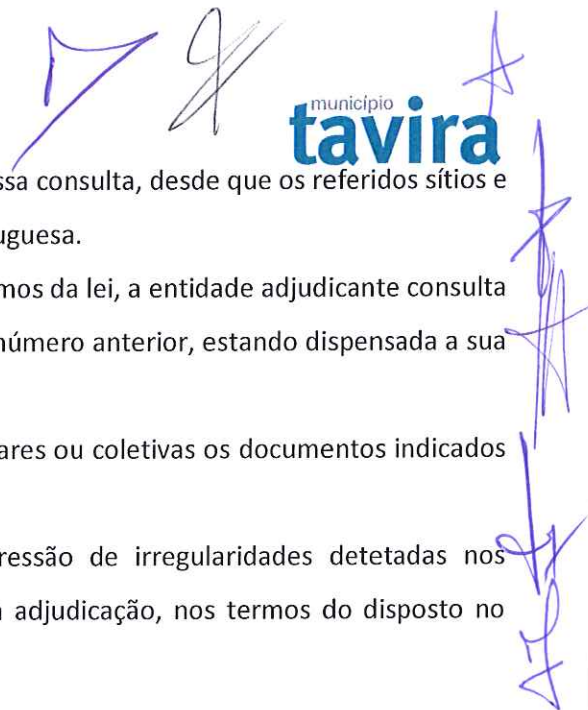 município
tavira
ssa consulta, desde que os referidos sítios e
uguesa.
mos da lei, a entidade adjudicante consulta
número anterior, estando dispensada a sua
ares ou coletivas os documentos indicados
ressão de irregularidades detetadas nos
adjudicação, nos termos do disposto no